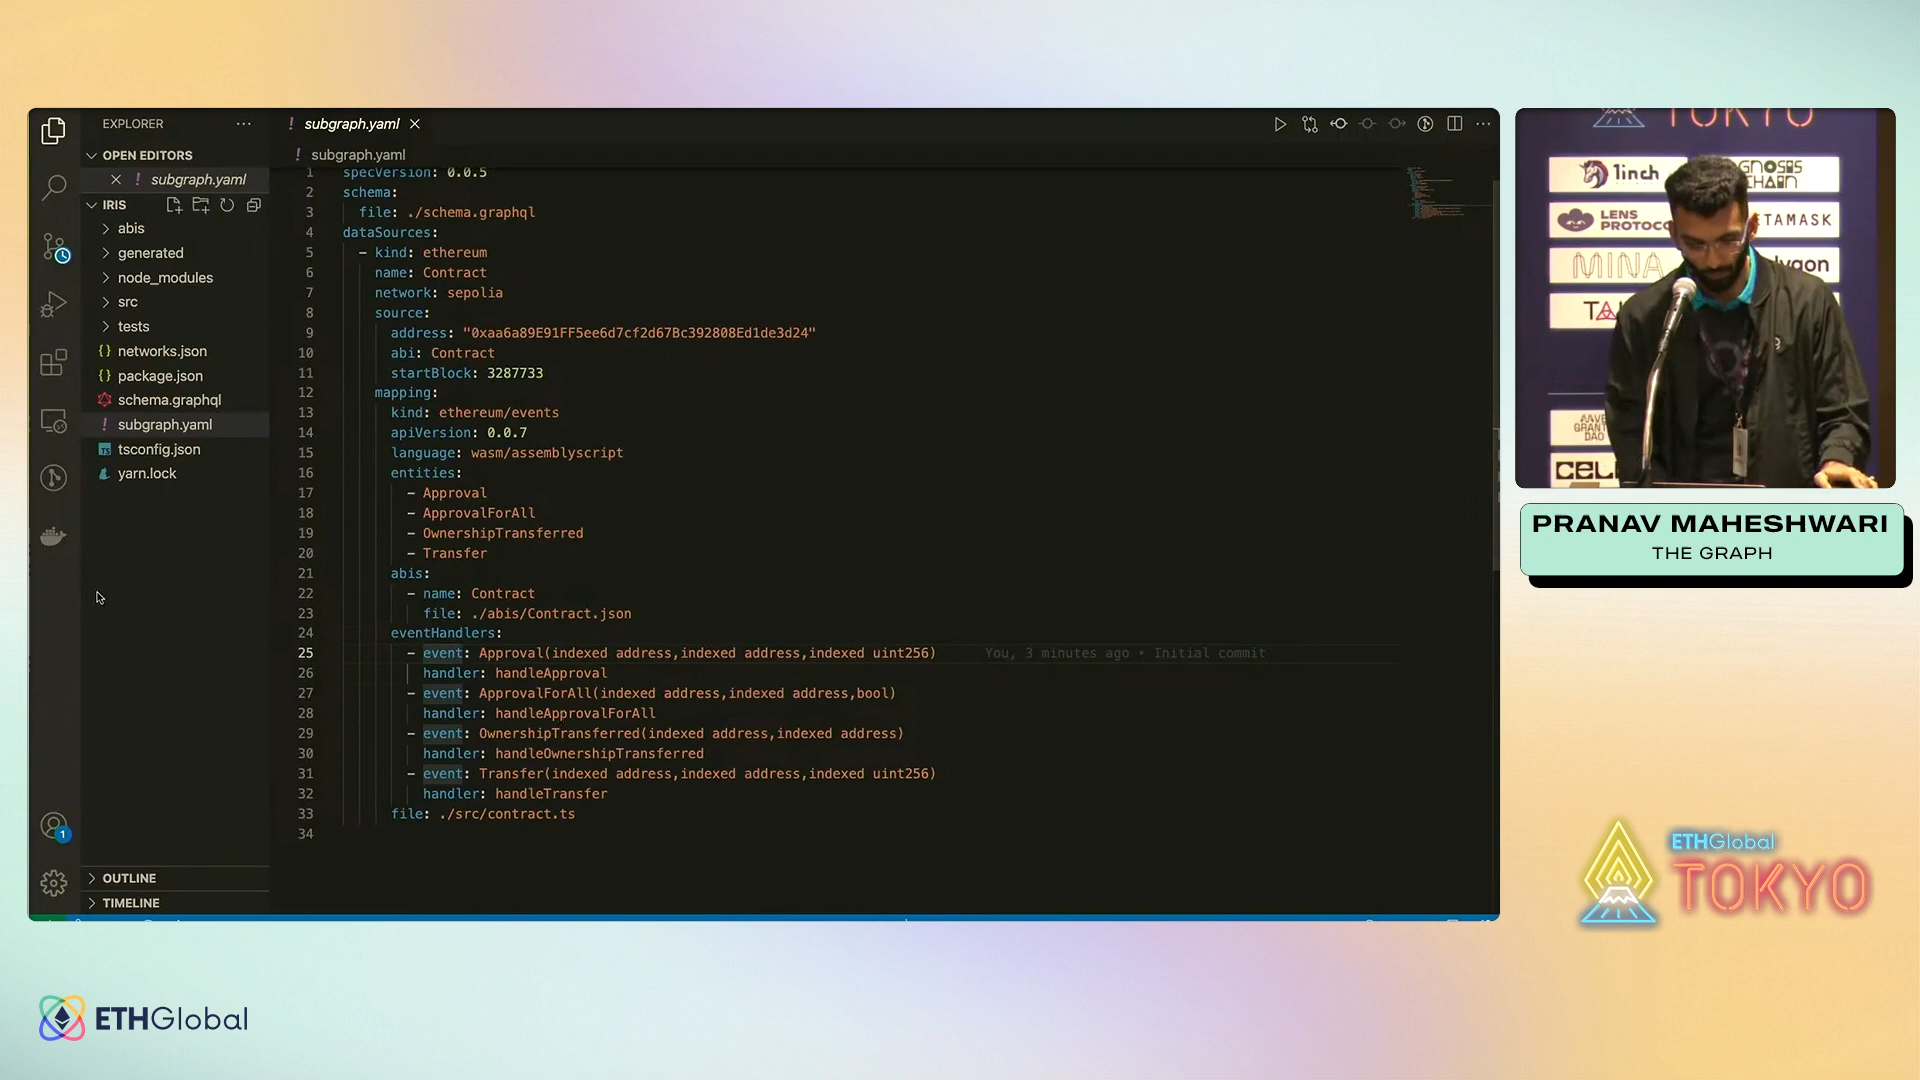 EXPLORER
OPEN EDITORS
subgraph.yaml
IRIS
abis
generated
node_modules
src
tests
networks.json
package.json
schema.graphql
subgraph.yaml
tsconfig.json
yarn.lock
OUTLINE
TIMELINE
1
subgraph.yaml
subgraph.yaml
1 specVersion: 0.0.5
2 schema:
3 file: ./schema.graphql
4 dataSources:
5 - kind: ethereum
6 name: Contract
7 network: sepolia
8 source:
9 address: "0xaa6a89E91FF5ee6d7cf2d67Bc392808Ed1de3d24"
10 abi: Contract
11 startBlock: 3287733
12 mapping:
13 kind: ethereum/events
14 apiVersion: 0.0.7
15 language: wasm/assemblyscript
16 entities:
17 - Approval
18 - ApprovalForAll
19 - OwnershipTransferred
20 - Transfer
21 abis:
22 - name: Contract
23 file: ./abis/Contract.json
24 eventHandlers:
25 - event: Approval(indexed address,indexed address,indexed uint256) You, 3 minutes ago • Initial commit
26 handler: handleApproval
27 - event: ApprovalForAll(indexed address,indexed address,bool)
28 handler: handleApprovalForAll
29 - event: OwnershipTransferred(indexed address,indexed address)
30 handler: handleOwnershipTransferred
31 - event: Transfer(indexed address,indexed address,indexed uint256)
32 handler: handleTransfer
33 file: ./src/contract.ts
34
TOKYO
1inch
LENS
MINA
PRANAV MAHESHWARI
THE GRAPH
ETHGlobal
TOKYO
ETHGlobal